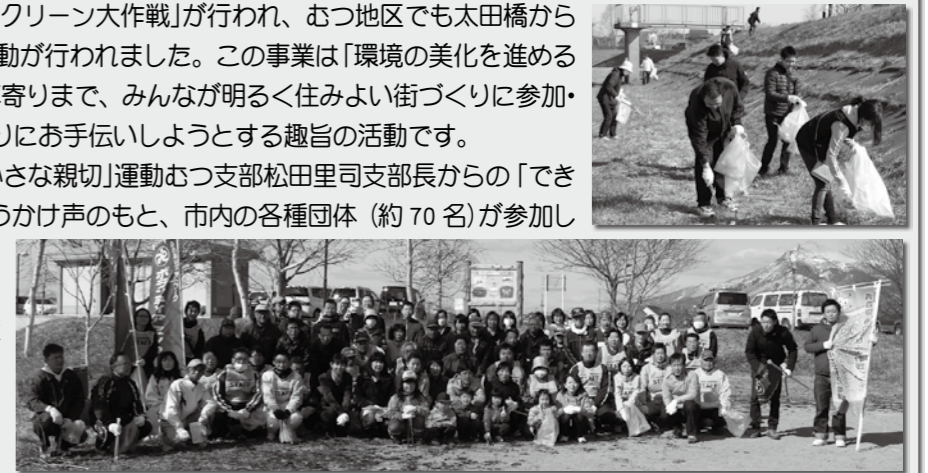 クリーン大作戦」が行われ、むつ地区でも太田橋から
動が行われました。この事業は「環境の美化を進める
寄りまで、みんなが明るく住みよい街づくりに参加・
りにお手伝いしようとする趣旨の活動です。
さな親切」運動むつ支部松田里司支部長からの「でき
うかけ声のもと、市内の各種団体（約 70 名）が参加し